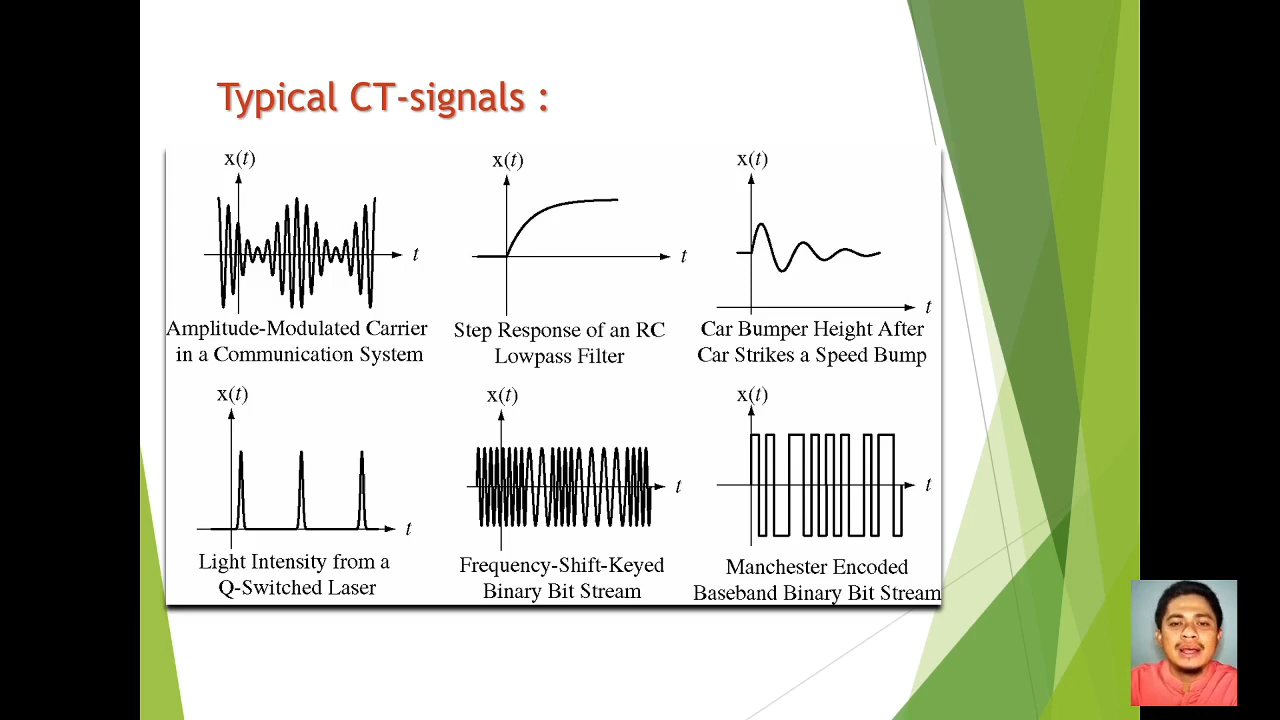 Typical CT-signals :
x(t)
t
Amplitude-Modulated Carrier
in a Communication System
x(t)
t
Step Response of an RC
Lowpass Filter
x(t)
t
Car Bumper Height After
Car Strikes a Speed Bump
x(t)
t
Light Intensity from a
Q-Switched Laser
x(t)
t
Frequency-Shift-Keyed
Binary Bit Stream
x(t)
t
Manchester Encoded
Baseband Binary Bit Stream